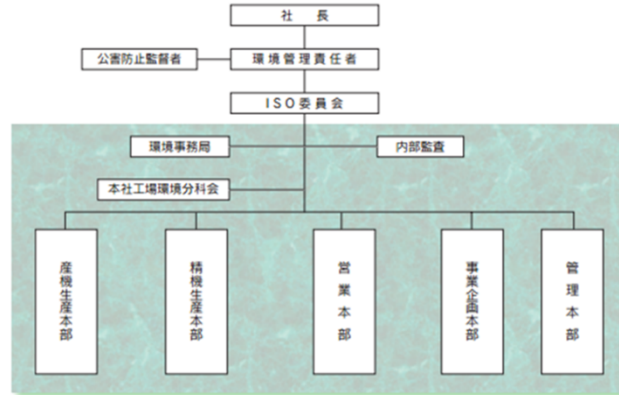 社長
公害防止監督者
環境管理責任者
ISO委員会
環境事務局
内部監査
本社工場環境分科会
産機生産本部
精機生産本部
営業本部
事業企画本部
管理本部